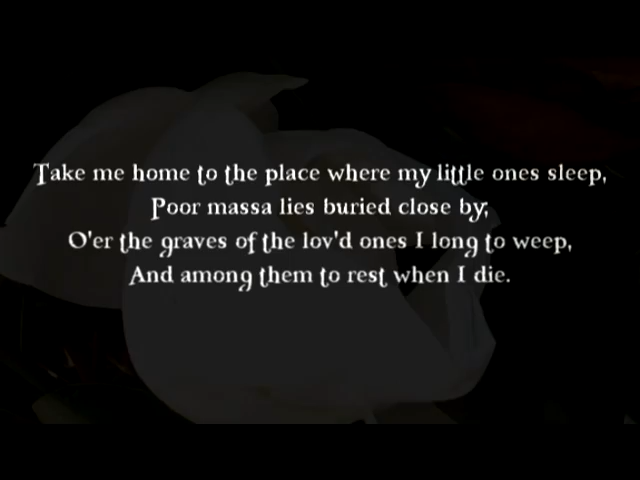 Take me home to the place where my little ones sleep,
Poor massa lies buried close by;
O'er the graves of the lov'd ones I long to weep,
And among them to rest when I die.